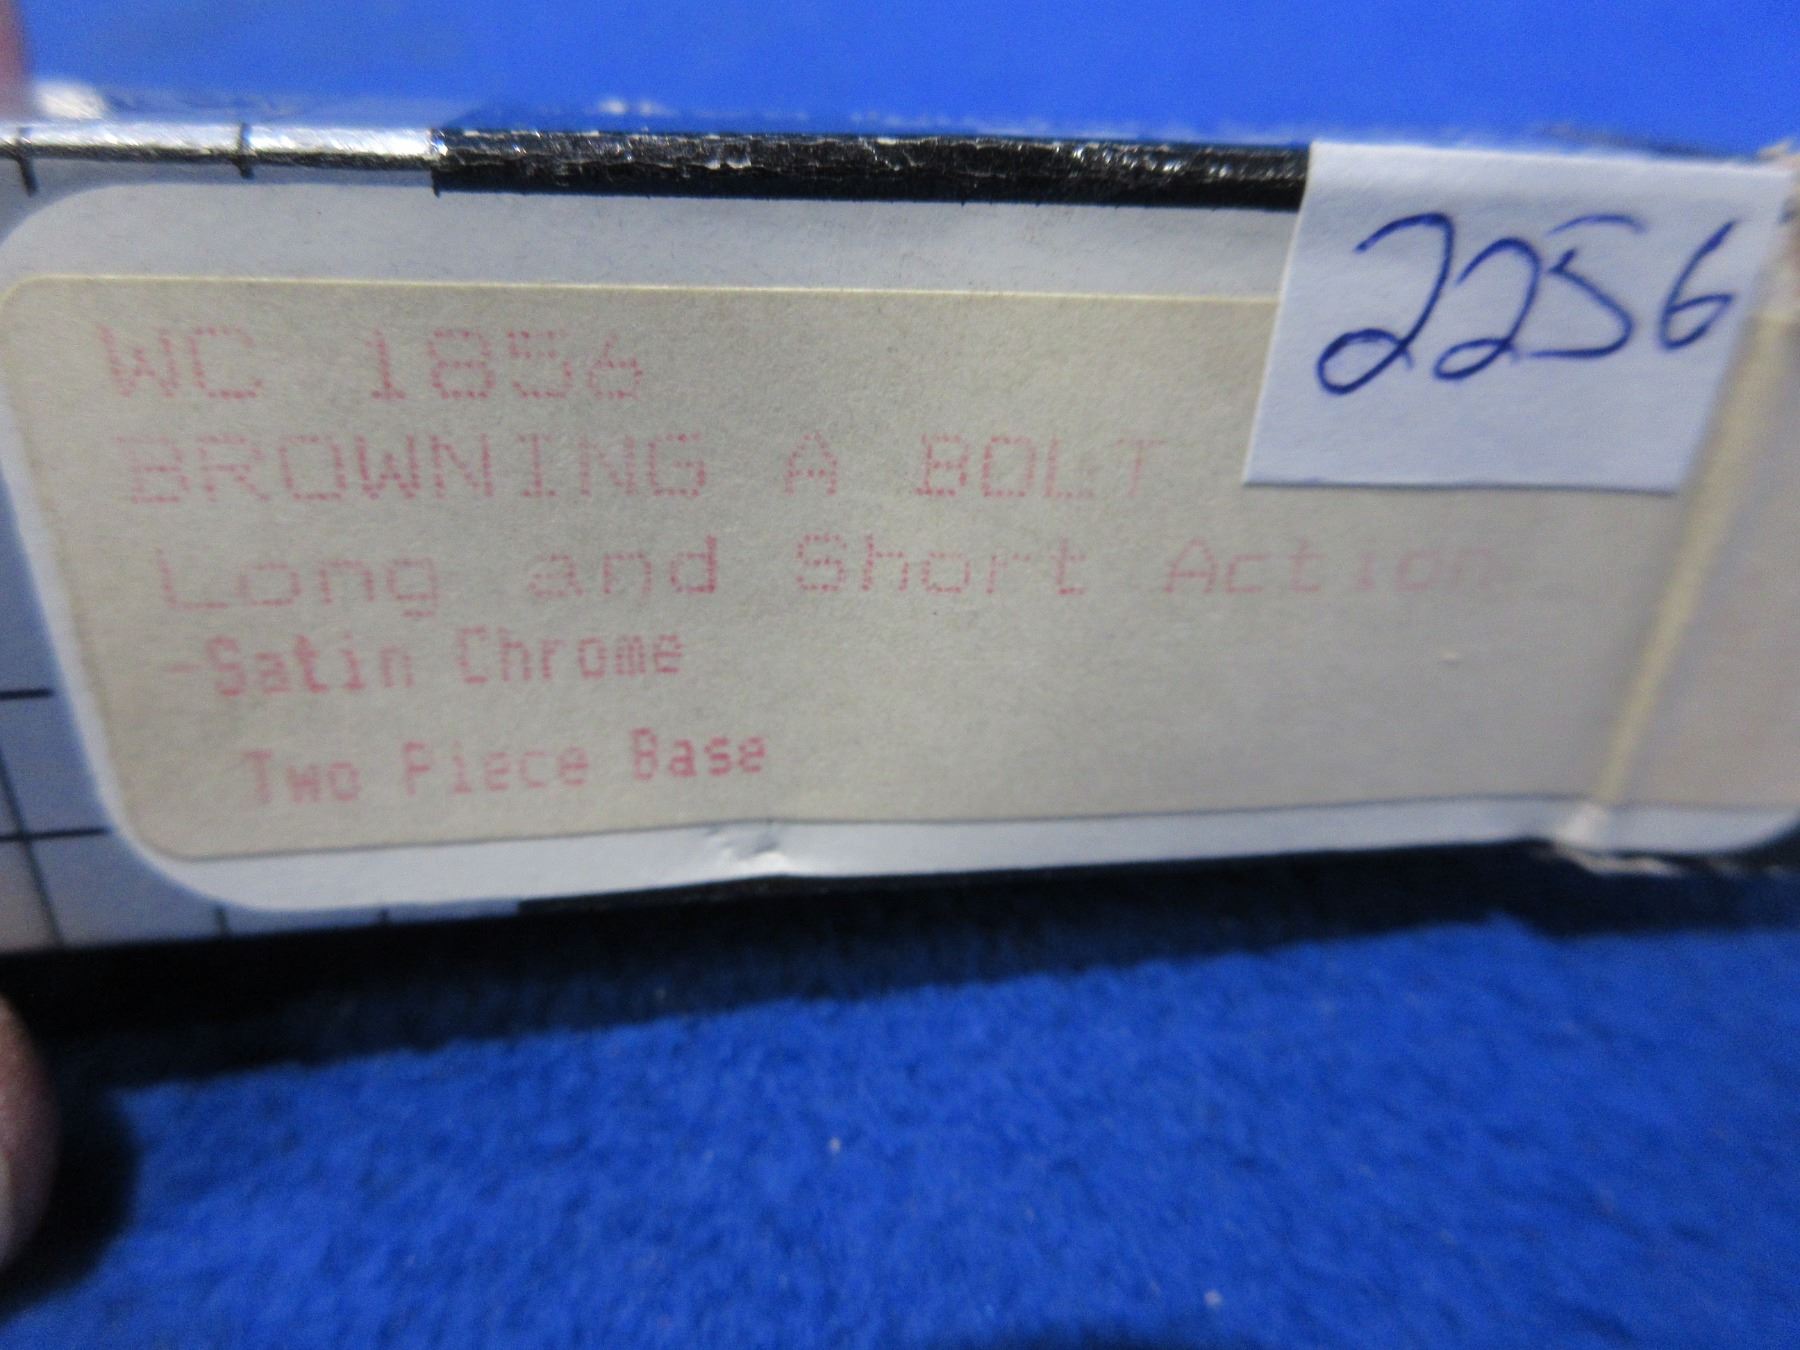 2256
WC 1856
BROWNING A BOLT
Long and Short Action
-Satin Chrome
Two Piece Base